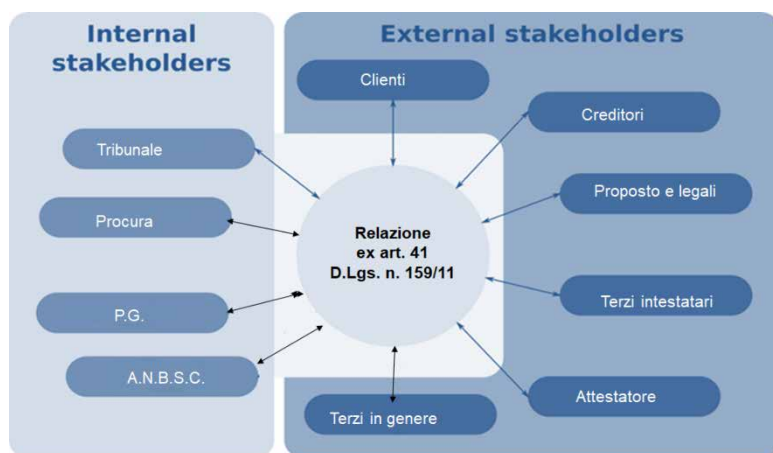 Internal
stakeholders
External stakeholders
Clienti
Creditori
Tribunale
Proposto e legali
Procura
Relazione
ex art. 41
D.Lgs. n. 159/11
Terzi intestatari
P.G.
A.N.B.S.C.
Attestatore
Terzi in genere